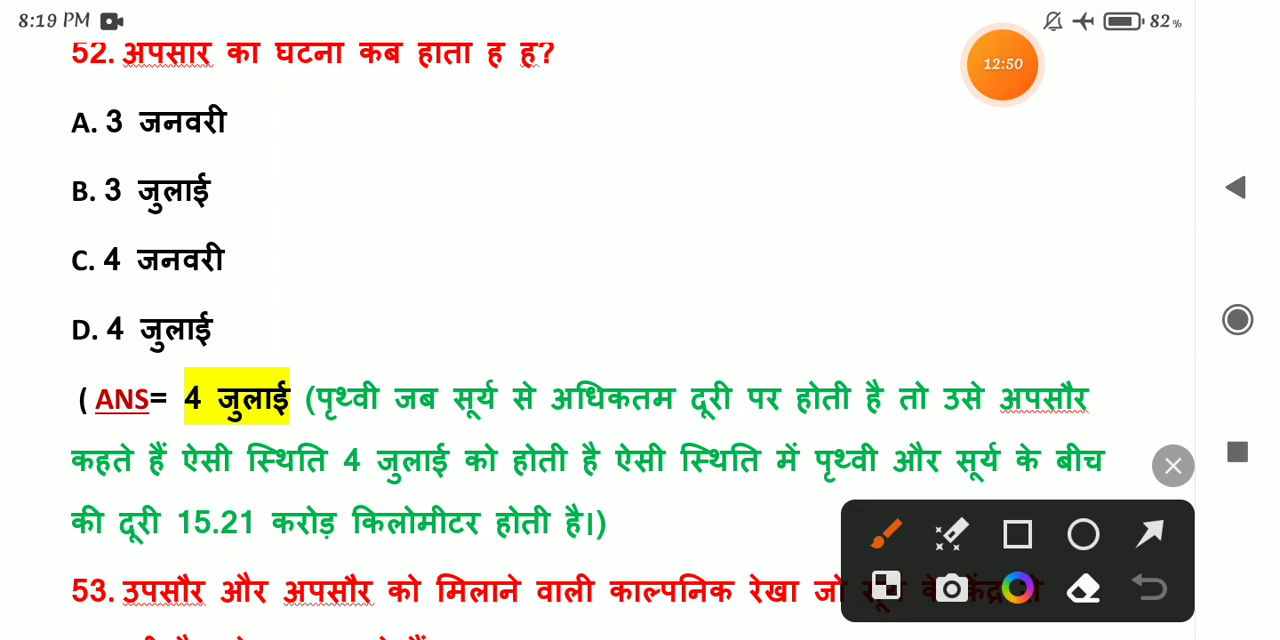 8:19 PM
82%
12:50
52. अपसौर की घटना कब होती है है?
A. 3 जनवरी
B. 3 जुलाई
C. 4 जनवरी
D. 4 जुलाई
( ANS= 4 जुलाई (पृथ्वी जब सूर्य से अधिकतम दूरी पर होती है तो उसे अपसौर
कहते हैं ऐसी स्थिति 4 जुलाई को होती है ऐसी स्थिति में पृथ्वी और सूर्य के बीच
की दूरी 15.21 करोड़ किलोमीटर होती है।)
53. उपसौर और अपसौर को मिलाने वाली काल्पनिक रेखा जो सूर्य के केंद्र